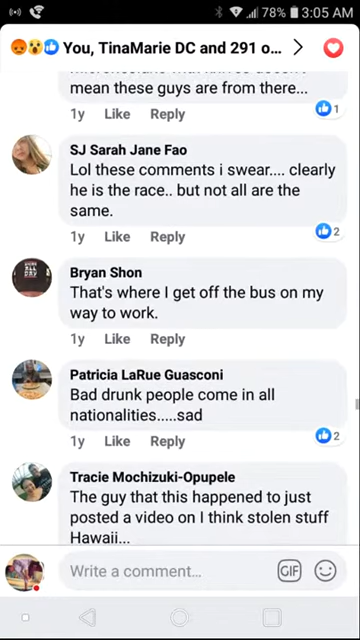 78% 3:05 AM
You, TinaMarie DC and 291 o...
mean these guys are from there...
1y Like Reply 1
SJ Sarah Jane Fao
Lol these comments i swear.... clearly
he is the race.. but not all are the
same.
1y Like Reply 2
Bryan Shon
That's where I get off the bus on my
way to work.
1y Like Reply
Patricia LaRue Guasconi
Bad drunk people come in all
nationalities.....sad
1y Like Reply 2
Tracie Mochizuki-Opupele
The guy that this happened to just
posted a video on I think stolen stuff
Hawaii...
Write a comment... GIF